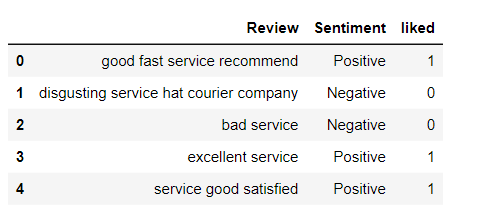 Review Sentiment liked
0 good fast service recommend Positive 1
1 disgusting service hat courier company Negative 0
2 bad service Negative 0
3 excellent service Positive 1
4 service good satisfied Positive 1